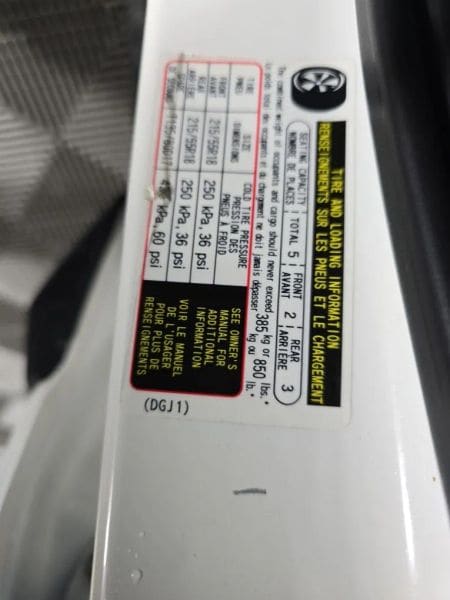 TIRE AND LOADING INFORMATION
RENSEIGNEMENTS SUR LES PNEUS ET LE CHARGEMENT
SEATING CAPACITY
NOMBRE DE PLACES
TOTAL 5
FRONT
AVANT 2
REAR
ARRIÈRE 3
The combined weight of occupants and cargo should never exceed 385 kg or 850 lbs.
Le poids total des occupants et du chargement ne doit jamais dépasser 385 kg ou 850 lb.
TIRE
PNEU
SIZE
DIMENSIONS
COLD TIRE PRESSURE
PRESSION DES
PNEUS À FROID
FRONT
AVANT
215/55R18
250 kPa, 36 psi
REAR
ARRIÈRE
215/55R18
250 kPa, 36 psi
kPa, 60 psi
SEE OWNER'S
MANUAL FOR
ADDITIONAL
INFORMATION
VOIR LE MANUEL
DE L'USAGER
POUR PLUS DE
RENSEIGNEMENTS
(DGJ1)